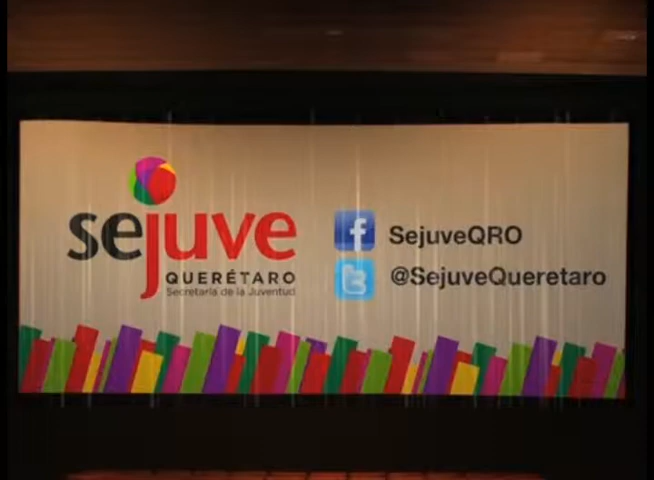 sejuve
QUERÉTARO
Secretaría de la Juventud
f SejuveQRO
t @SejuveQueretaro